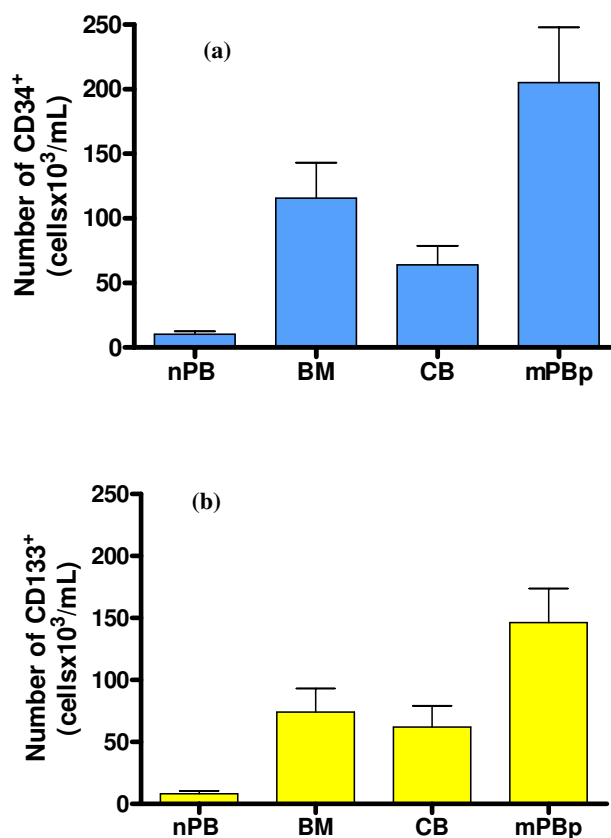 (a)
Number of CD34⁺
(cellsx10³/mL)
250
200
150
100
50
0
nPB BM CB mPBp
(b)
Number of CD133⁺
(cellsx10³/mL)
250
200
150
100
50
0
nPB BM CB mPBp